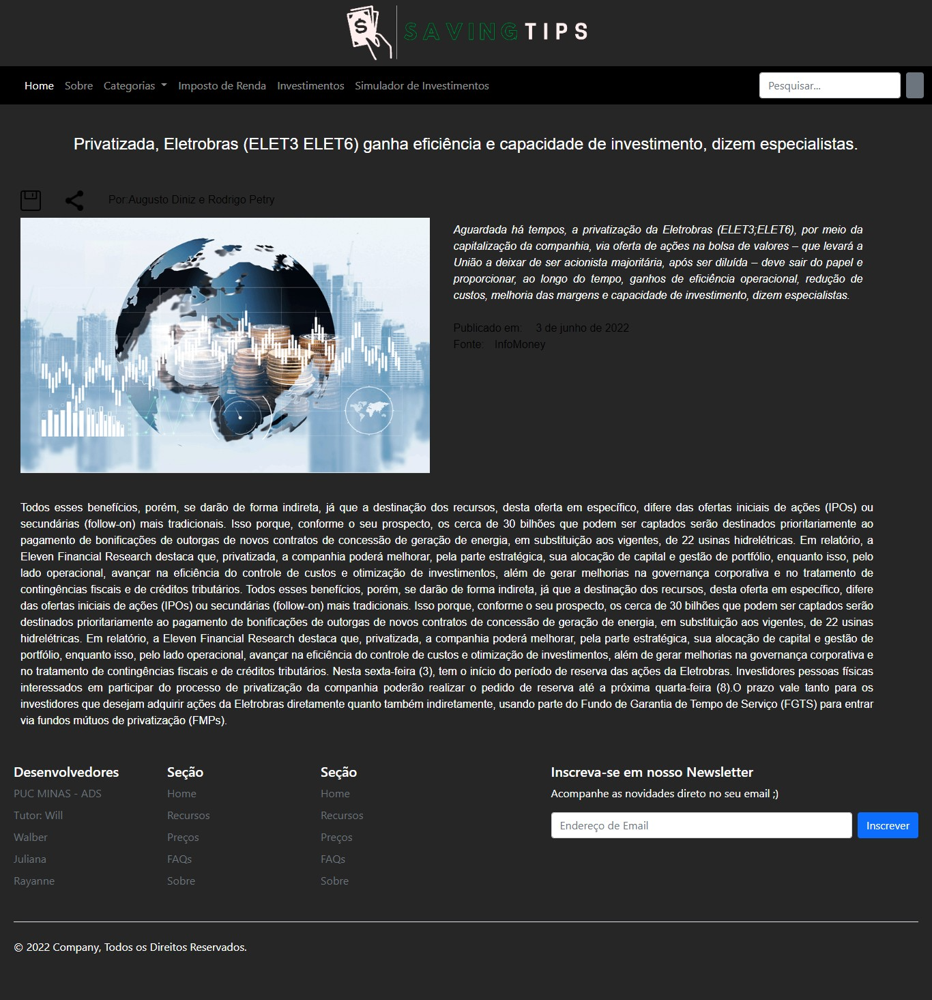 SAVINGTIPS
Home Sobre Categorias Imposto de Renda Investimentos Simulador de Investimentos Pesquisar...
Privatizada, Eletrobras (ELET3 ELET6) ganha eficiência e capacidade de investimento, dizem especialistas.
Por:Augusto Diniz e Rodrigo Petry
Aguardada há tempos, a privatização da Eletrobras (ELET3;ELET6), por meio da
capitalização da companhia, via oferta de ações na bolsa de valores – que levará a
União a deixar de ser acionista majoritária, após ser diluída – deve sair do papel e
proporcionar, ao longo do tempo, ganhos de eficiência operacional, redução de
custos, melhoria das margens e capacidade de investimento, dizem especialistas.
Publicado em: 3 de junho de 2022
Fonte: InfoMoney
Todos esses benefícios, porém, se darão de forma indireta, já que a destinação dos recursos, desta oferta em específico, difere das ofertas iniciais de ações (IPOs) ou
secundárias (follow-on) mais tradicionais. Isso porque, conforme o seu prospecto, os cerca de 30 bilhões que podem ser captados serão destinados prioritariamente ao
pagamento de bonificações de outorgas de novos contratos de concessão de geração de energia, em substituição aos vigentes, de 22 usinas hidrelétricas. Em relatório, a
Eleven Financial Research destaca que, privatizada, a companhia poderá melhorar, pela parte estratégica, sua alocação de capital e gestão de portfólio, enquanto isso, pelo
lado operacional, avançar na eficiência do controle de custos e otimização de investimentos, além de gerar melhorias na governança corporativa e no tratamento de
contingências fiscais e de créditos tributários. Todos esses benefícios, porém, se darão de forma indireta, já que a destinação dos recursos, desta oferta em específico, difere
das ofertas iniciais de ações (IPOs) ou secundárias (follow-on) mais tradicionais. Isso porque, conforme o seu prospecto, os cerca de 30 bilhões que podem ser captados serão
destinados prioritariamente ao pagamento de bonificações de outorgas de novos contratos de concessão de geração de energia, em substituição aos vigentes, de 22 usinas
hidrelétricas. Em relatório, a Eleven Financial Research destaca que, privatizada, a companhia poderá melhorar, pela parte estratégica, sua alocação de capital e gestão de
portfólio, enquanto isso, pelo lado operacional, avançar na eficiência do controle de custos e otimização de investimentos, além de gerar melhorias na governança corporativa e
no tratamento de contingências fiscais e de créditos tributários. Nesta sexta-feira (3), tem o início do período de reserva das ações da Eletrobras. Investidores pessoas físicas
interessados em participar do processo de privatização da companhia poderão realizar o pedido de reserva até a próxima quarta-feira (8).O prazo vale tanto para os
investidores que desejam adquirir ações da Eletrobras diretamente quanto também indiretamente, usando parte do Fundo de Garantia de Tempo de Serviço (FGTS) para entrar
via fundos mútuos de privatização (FMPs).
Desenvolvedores
PUC MINAS - ADS
Tutor: Will
Walber
Juliana
Rayanne
Seção
Home
Recursos
Preços
FAQs
Sobre
Seção
Home
Recursos
Preços
FAQs
Sobre
Inscreva-se em nosso Newsletter
Acompanhe as novidades direto no seu email ;)
Endereço de Email Inscrever
© 2022 Company, Todos os Direitos Reservados.